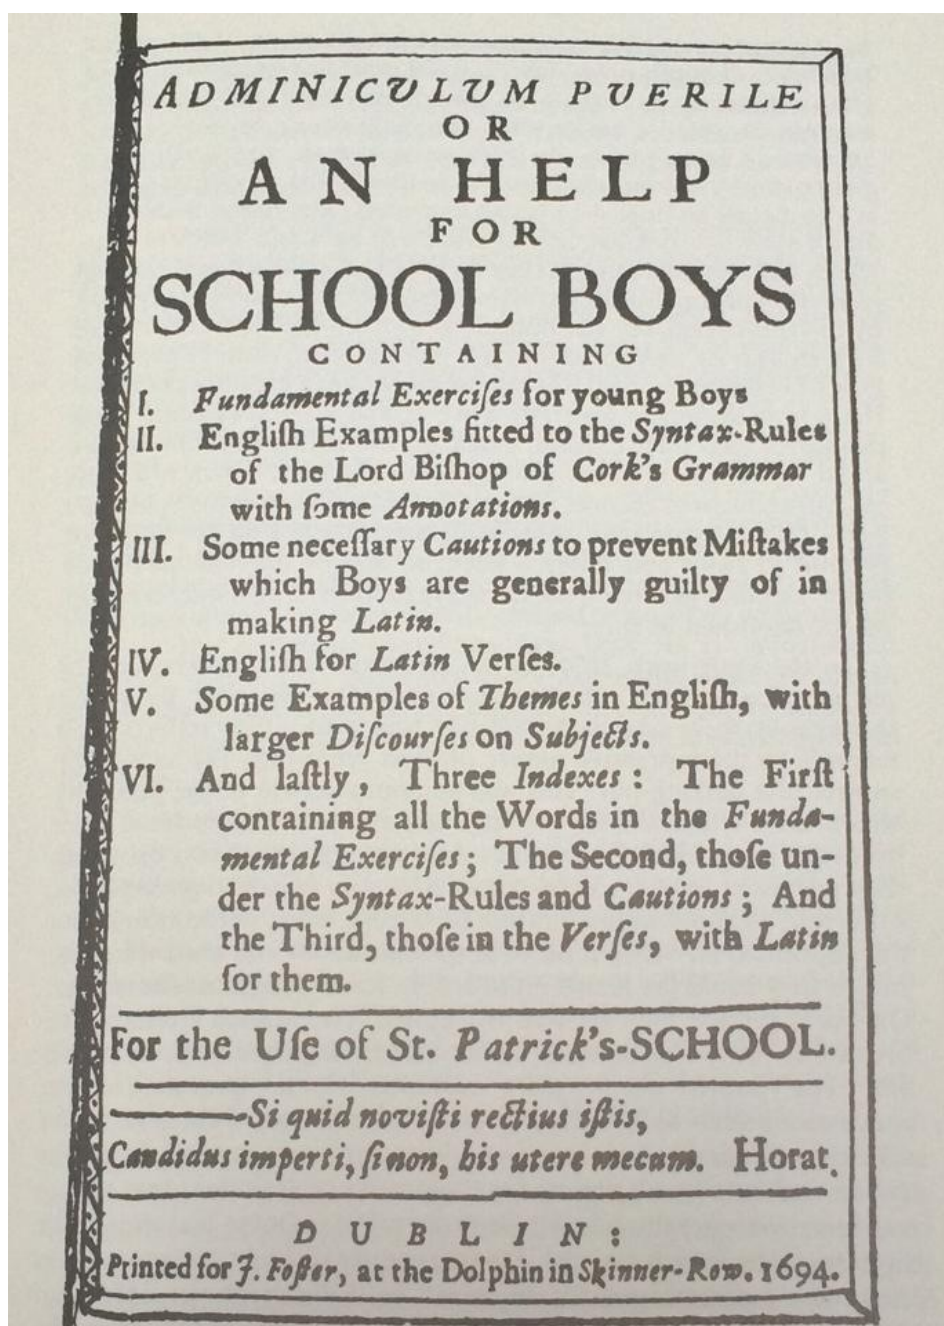 ADMINICULUM PUERILE
OR
AN HELP
FOR
SCHOOL BOYS
CONTAINING
I. Fundamental Exerciſes for young Boys
II. Engliſh Examples fitted to the Syntax-Rules
of the Lord Biſhop of Cork's Grammar
with ſome Annotations.
III. Some neceſſary Cautions to prevent Miſtakes
which Boys are generally guilty of in
making Latin.
IV. Engliſh for Latin Verſes.
V. Some Examples of Themes in Engliſh, with
larger Diſcourſes on Subjects.
VI. And laſtly, Three Indexes: The Firſt
containing all the Words in the Funda-
mental Exerciſes; The Second, thoſe un-
der the Syntax-Rules and Cautions; And
the Third, thoſe in the Verſes, with Latin
for them.
For the Uſe of St. Patrick's-SCHOOL.
Si quid noviſti rectius iſtis,
Candidus imperti, ſinon, his utere mecum. Horat.
DUBLIN:
Printed for J. Foſter, at the Dolphin in Skinner-Row. 1694.